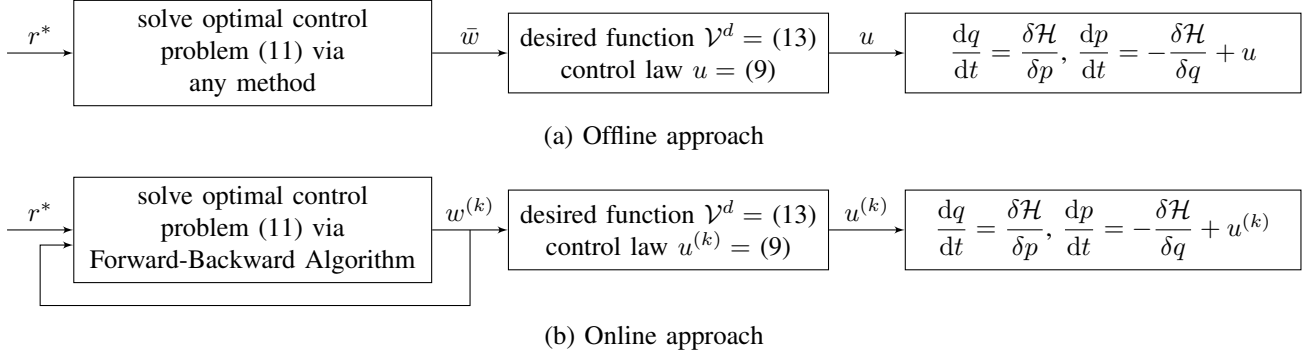 r* solve optimal control problem (11) via any method w̄ desired function 𝒱^d = (13) control law u = (9) u dq/dt = δℋ/δp, dp/dt = −δℋ/δq + u
(a) Offline approach
r* solve optimal control problem (11) via Forward-Backward Algorithm w^(k) desired function 𝒱^d = (13) control law u^(k) = (9) u^(k) dq/dt = δℋ/δp, dp/dt = −δℋ/δq + u^(k)
(b) Online approach